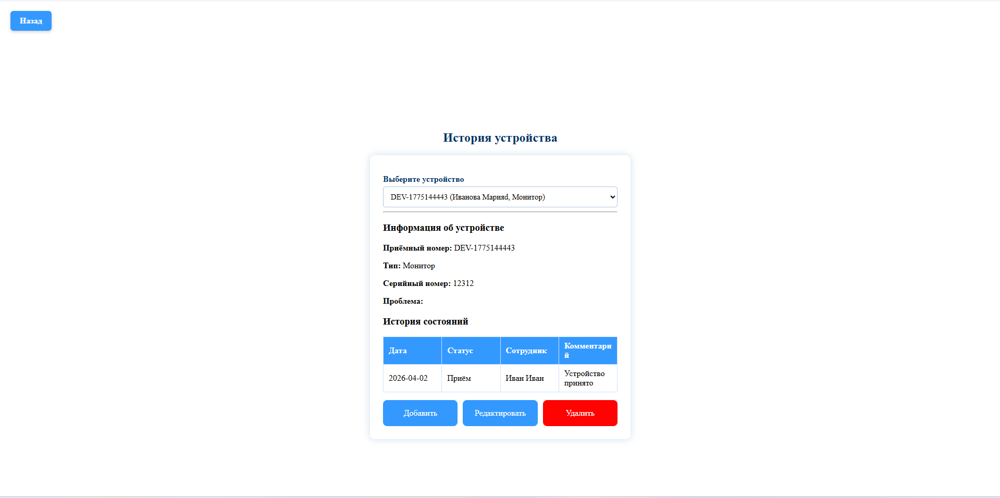 Назад
История устройства
Выберите устройство
DEV-1775144443 (Иванова Марияd, Монитор)
Информация об устройстве
Приёмный номер: DEV-1775144443
Тип: Монитор
Серийный номер: 12312
Проблема:
История состояний
Дата Статус Сотрудник Комментари
й
2026-04-02 Приём Иван Иван Устройство
принято
Добавить Редактировать Удалить